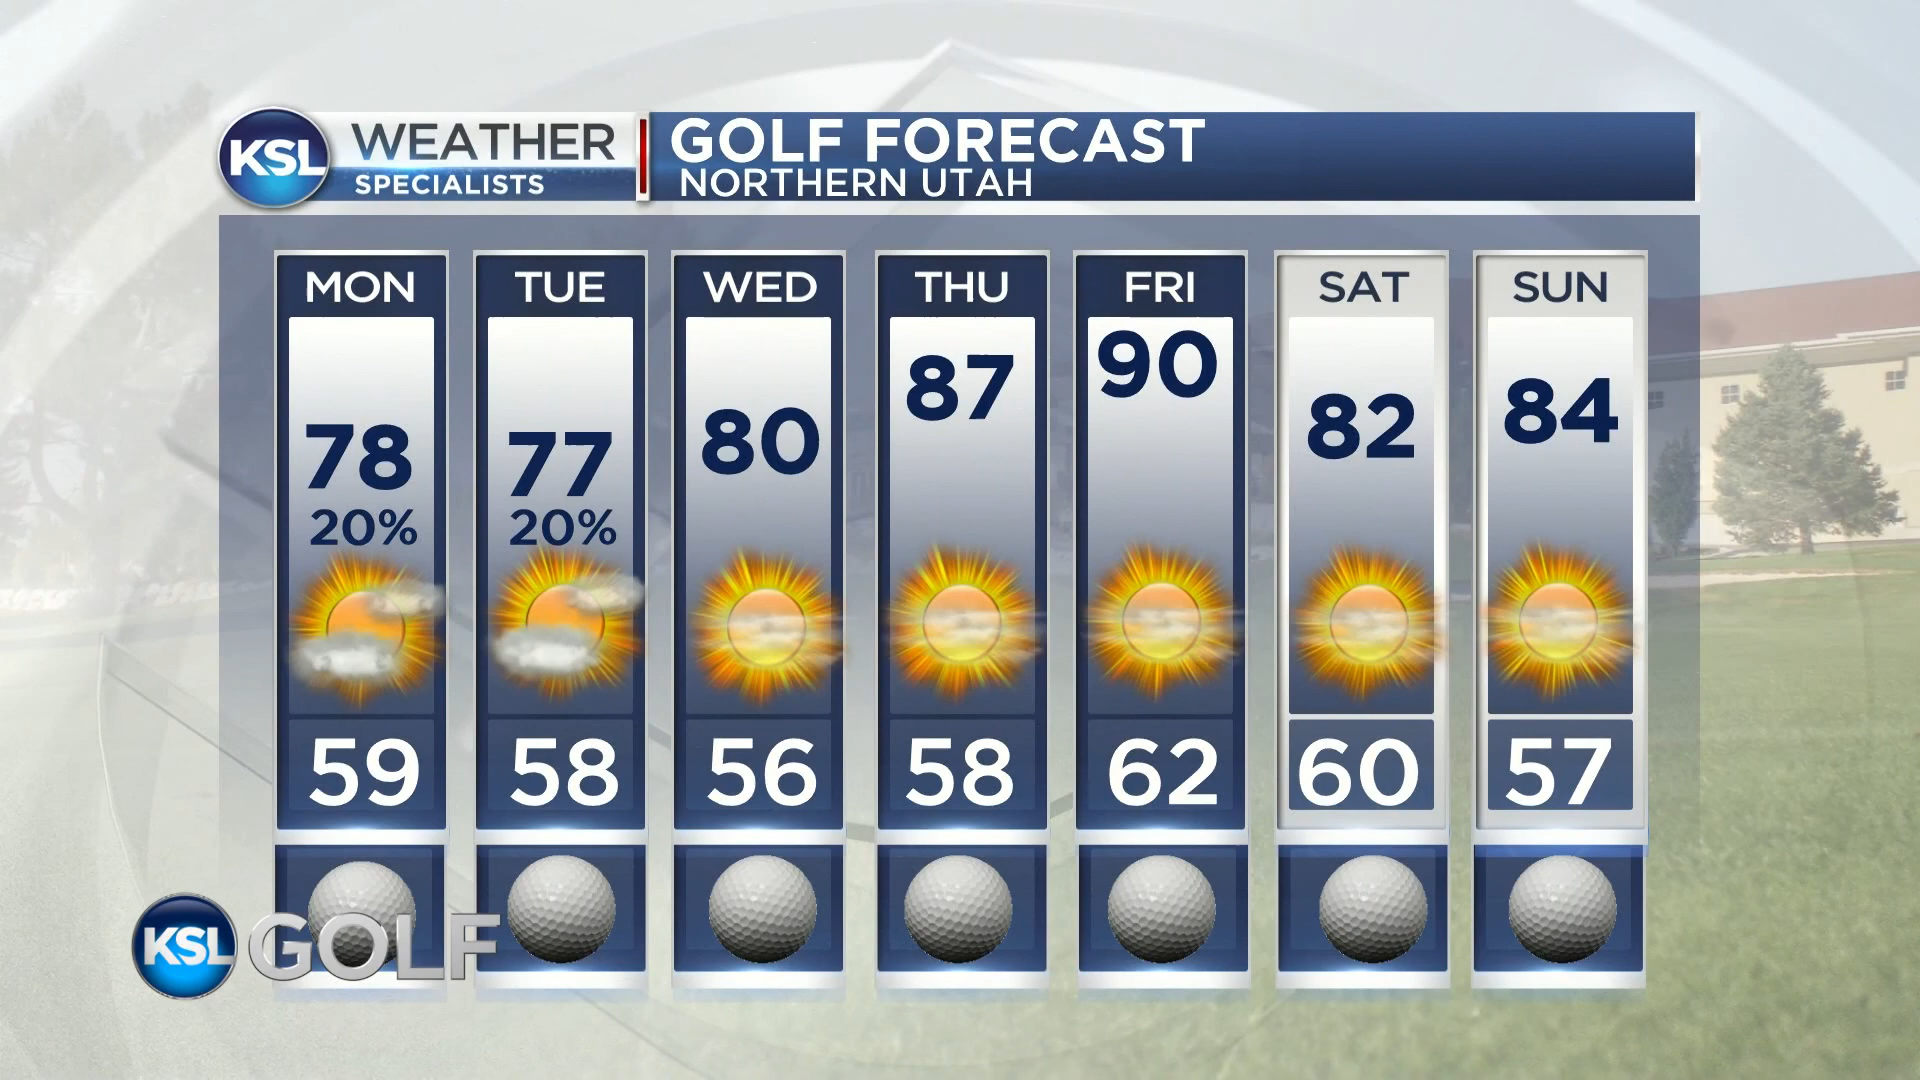 KSL WEATHER
SPECIALISTS
GOLF FORECAST
NORTHERN UTAH
MON TUE WED THU FRI SAT SUN
78 77 80 87 90 82 84
20% 20%
59 58 56 58 62 60 57
KSL GOLF